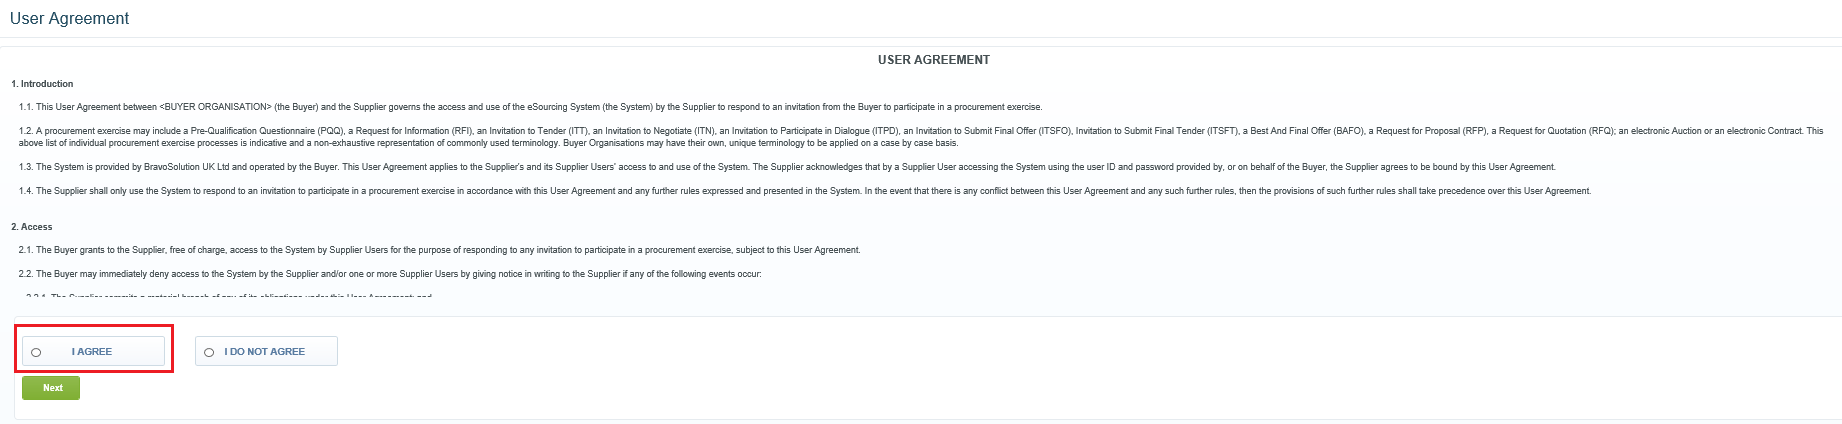 User Agreement
USER AGREEMENT
1. Introduction
1.1. This User Agreement between <BUYER ORGANISATION> (the Buyer) and the Supplier governs the access and use of the eSourcing System (the System) by the Supplier to respond to an invitation from the Buyer to participate in a procurement exercise.
1.2. A procurement exercise may include a Pre-Qualification Questionnaire (PQQ), a Request for Information (RFI), an Invitation to Tender (ITT), an Invitation to Negotiate (ITN), an Invitation to Participate in Dialogue (ITPD), an Invitation to Submit Final Offer (ITSFO), Invitation to Submit Final Tender (ITSFT), a Best And Final Offer (BAFO), a Request for Proposal (RFP), a Request for Quotation (RFQ); an electronic Auction or an electronic Contract. This
above list of individual procurement exercise processes is indicative and a non-exhaustive representation of commonly used terminology. Buyer Organisations may have their own, unique terminology to be applied on a case by case basis.
1.3. The System is provided by BravoSolution UK Ltd and operated by the Buyer. This User Agreement applies to the Supplier's and its Supplier Users' access to and use of the System. The Supplier acknowledges that by a Supplier User accessing the System using the user ID and password provided by, or on behalf of the Buyer, the Supplier agrees to be bound by this User Agreement.
1.4. The Supplier shall only use the System to respond to an invitation to participate in a procurement exercise in accordance with this User Agreement and any further rules expressed and presented in the System. In the event that there is any conflict between this User Agreement and any such further rules, then the provisions of such further rules shall take precedence over this User Agreement.
2. Access
2.1. The Buyer grants to the Supplier, free of charge, access to the System by Supplier Users for the purpose of responding to any invitation to participate in a procurement exercise, subject to this User Agreement.
2.2. The Buyer may immediately deny access to the System by the Supplier and/or one or more Supplier Users by giving notice in writing to the Supplier if any of the following events occur:
2.2.1. The Supplier commits a material breach of any of its obligations under this User Agreement; and
I AGREE
I DO NOT AGREE
Next